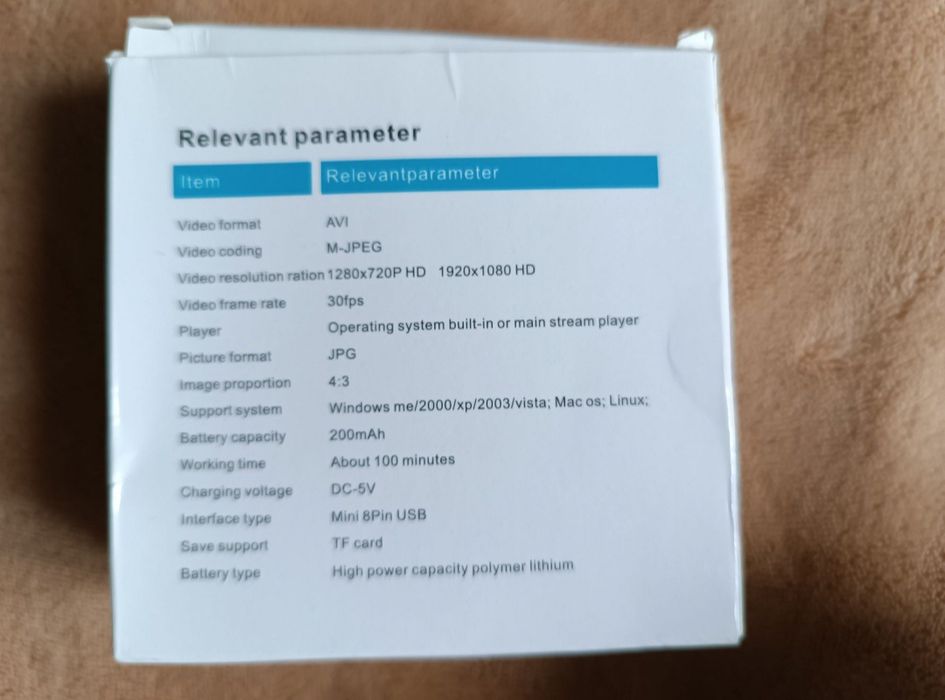 Relevant parameter
Item Relevantparameter
Video format AVI
Video coding M-JPEG
Video resolution ration 1280x720P HD 1920x1080 HD
Video frame rate 30fps
Player Operating system built-in or main stream player
Picture format JPG
Image proportion 4:3
Support system Windows me/2000/xp/2003/vista; Mac os; Linux;
Battery capacity 200mAh
Working time About 100 minutes
Charging voltage DC-5V
Interface type Mini 8Pin USB
Save support TF card
Battery type High power capacity polymer lithium